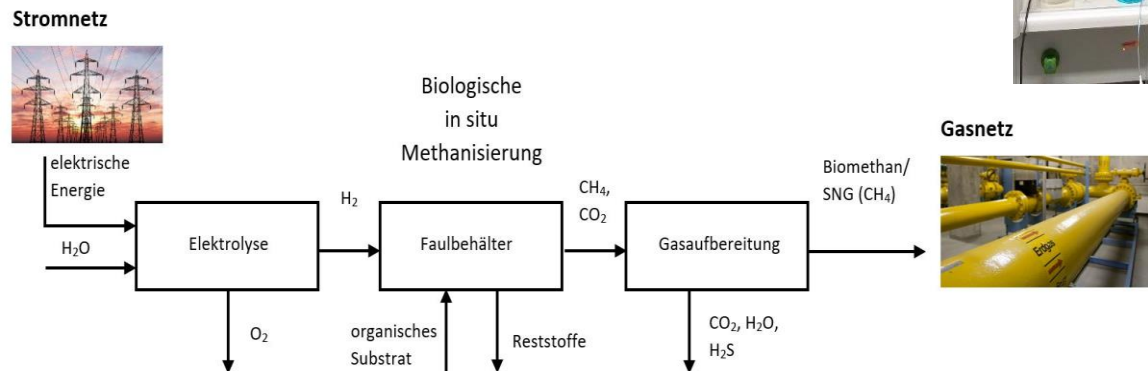 Stromnetz
Biologische
in situ
Methanisierung
Gasnetz
elektrische
Energie
H₂O
Elektrolyse
H₂
Faulbehälter
CH₄,
CO₂
Gasaufbereitung
Biomethan/
SNG (CH₄)
Erdgas
O₂
organisches
Substrat
Reststoffe
CO₂, H₂O,
H₂S